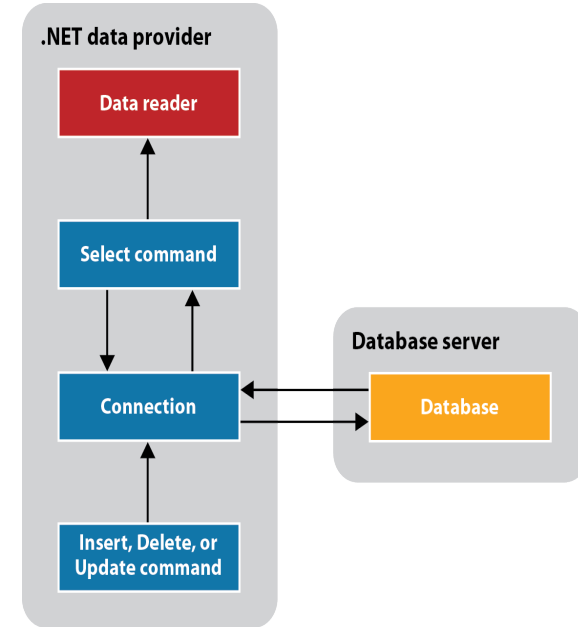 .NET data provider
Data reader
Select command
Database server
Connection
Database
Insert, Delete, or
Update command